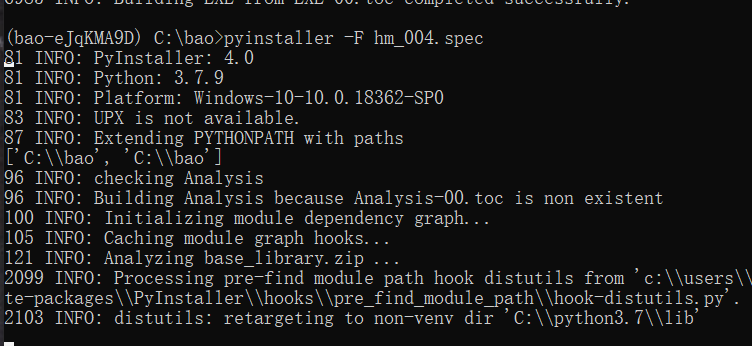 INFO: Building EXE from EXE-00.toc completed successfully.
(bao-eJqKMA9D) C:\bao>pyinstaller -F hm_004.spec
81 INFO: PyInstaller: 4.0
81 INFO: Python: 3.7.9
81 INFO: Platform: Windows-10-10.0.18362-SP0
83 INFO: UPX is not available.
87 INFO: Extending PYTHONPATH with paths
['C:\\bao', 'C:\\bao']
96 INFO: checking Analysis
96 INFO: Building Analysis because Analysis-00.toc is non existent
100 INFO: Initializing module dependency graph...
105 INFO: Caching module graph hooks...
121 INFO: Analyzing base_library.zip ...
2099 INFO: Processing pre-find module path hook distutils from 'c:\\users\\
te-packages\\PyInstaller\\hooks\\pre_find_module_path\\hook-distutils.py'.
2103 INFO: distutils: retargeting to non-venv dir 'C:\\python3.7\\lib'